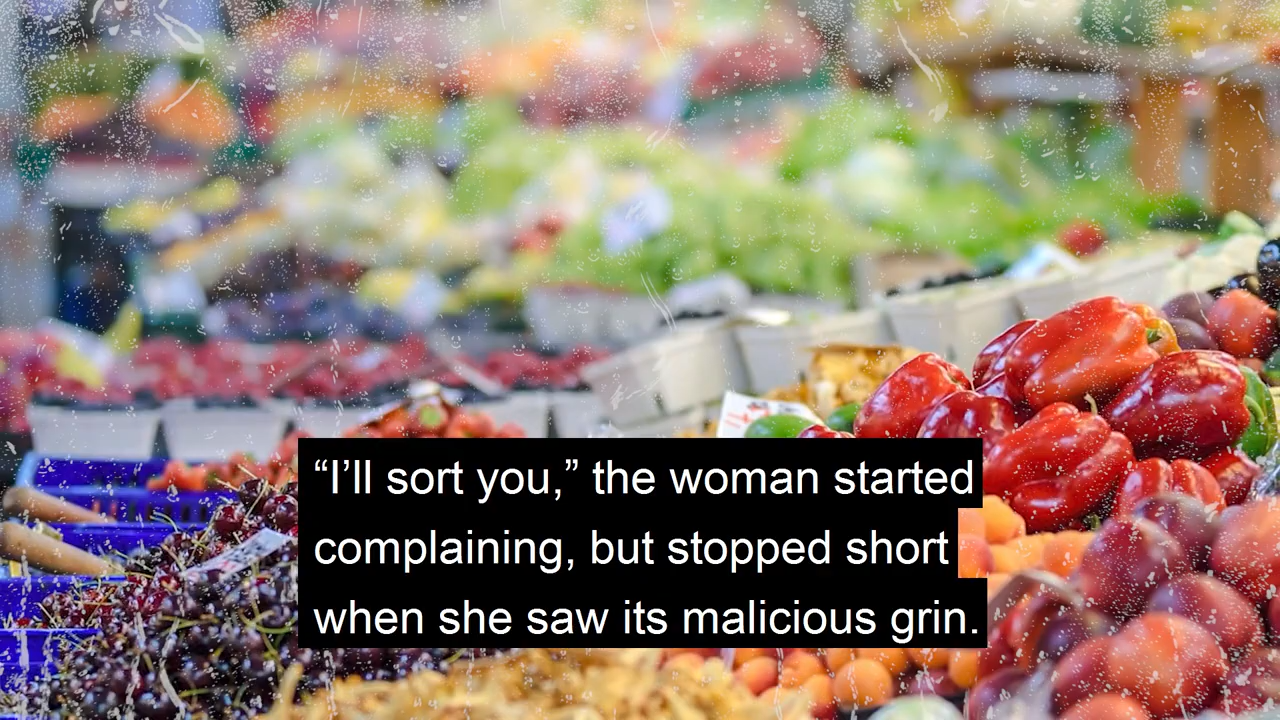 “I’ll sort you,” the woman started
complaining, but stopped short
when she saw its malicious grin.